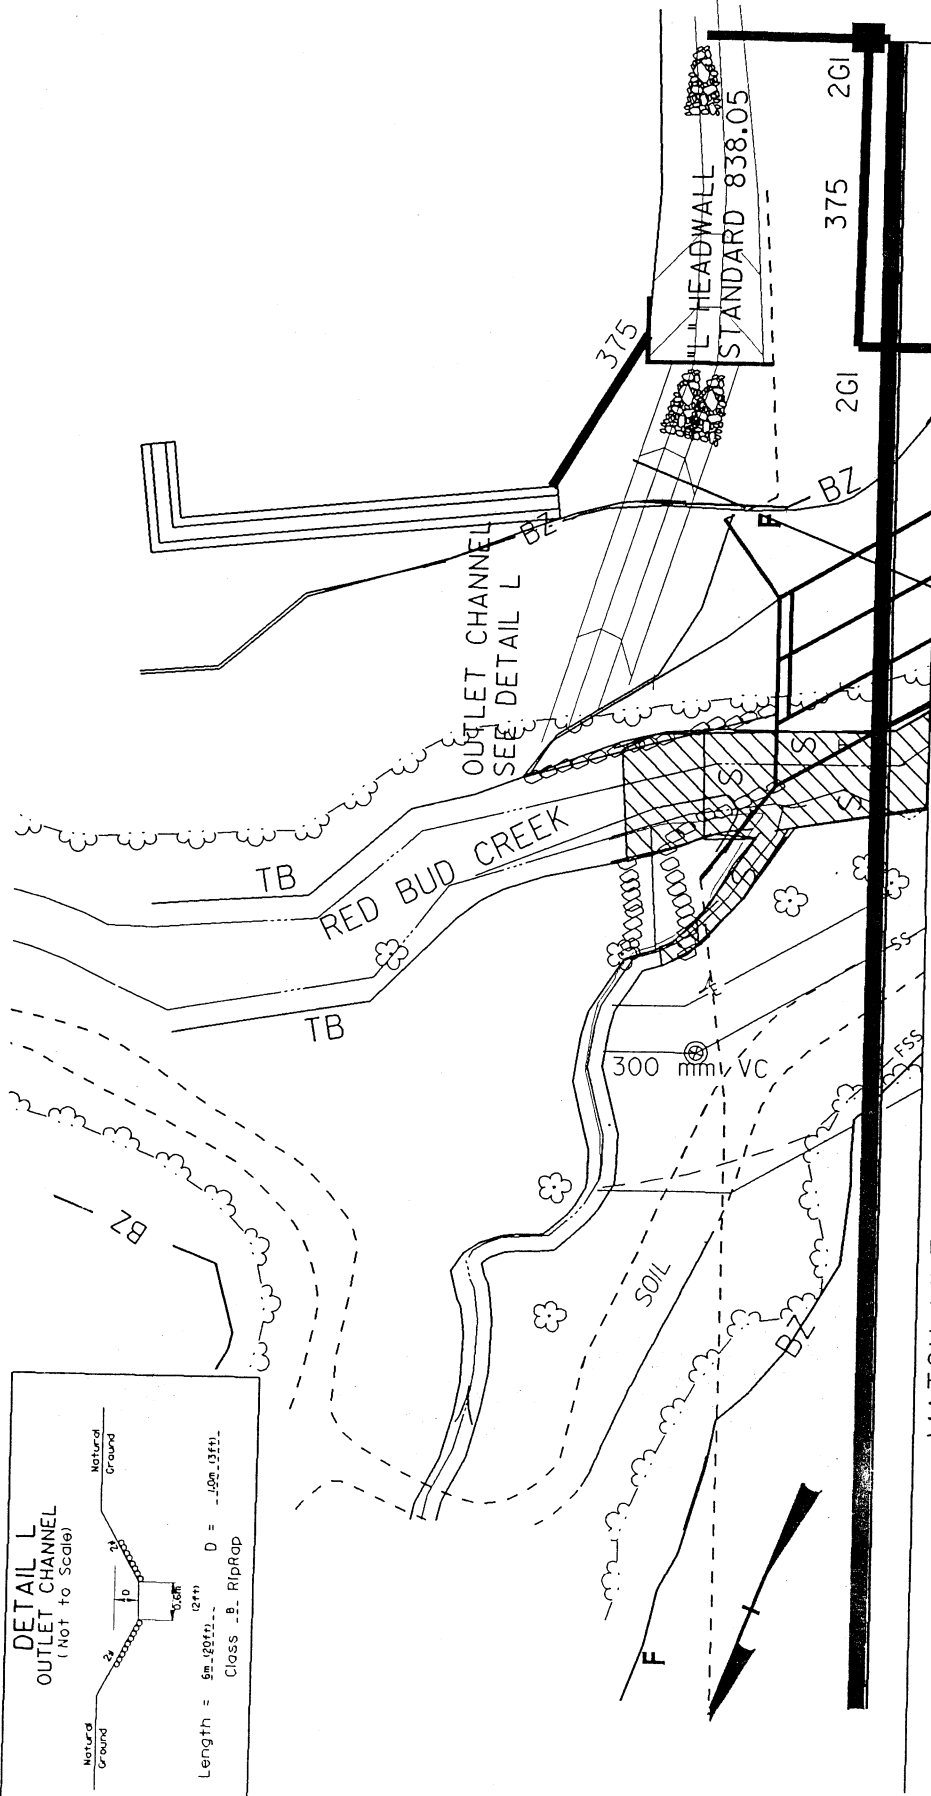 2GI
375
"L" HEADWALL
STANDARD 838.05
375
2GI
BZ
BZ
F
OUTLET CHANNEL
SEE DETAIL L
S
S
S
S
TB
RED BUD CREEK
TB
SS
FSS
300 mm VC
BZ
SOIL
BZ
F
DETAIL L
OUTLET CHANNEL
(Not to Scale)
Natural
Ground
Natural
Ground
2:1
2:1
D
0.6m
(2ft)
Length = 6m (20ft) D = 1.0m (3ft)
Class B RipRap